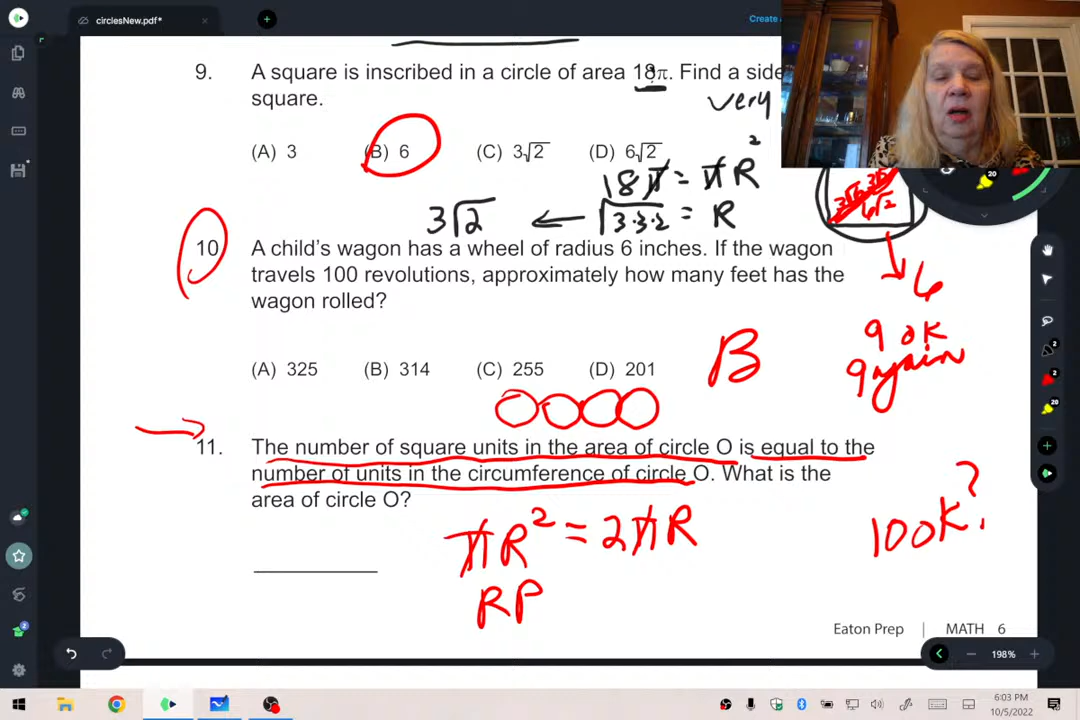 circlesNew.pdf*
Create
9. A square is inscribed in a circle of area 18π. Find a side
square.
very
(A) 3 (B) 6 (C) 3√2 (D) 6√2
18π = πR²
3√2 ← √3·3·2 = R
6√2
6
10 A child's wagon has a wheel of radius 6 inches. If the wagon
travels 100 revolutions, approximately how many feet has the
wagon rolled?
9 ok
again
(A) 325 (B) 314 (C) 255 (D) 201
B
11. The number of square units in the area of circle O is equal to the
number of units in the circumference of circle O. What is the
area of circle O?
10 ok?
πR² = 2πR
RP
Eaton Prep | MATH 6
198%
6:03 PM
10/5/2022